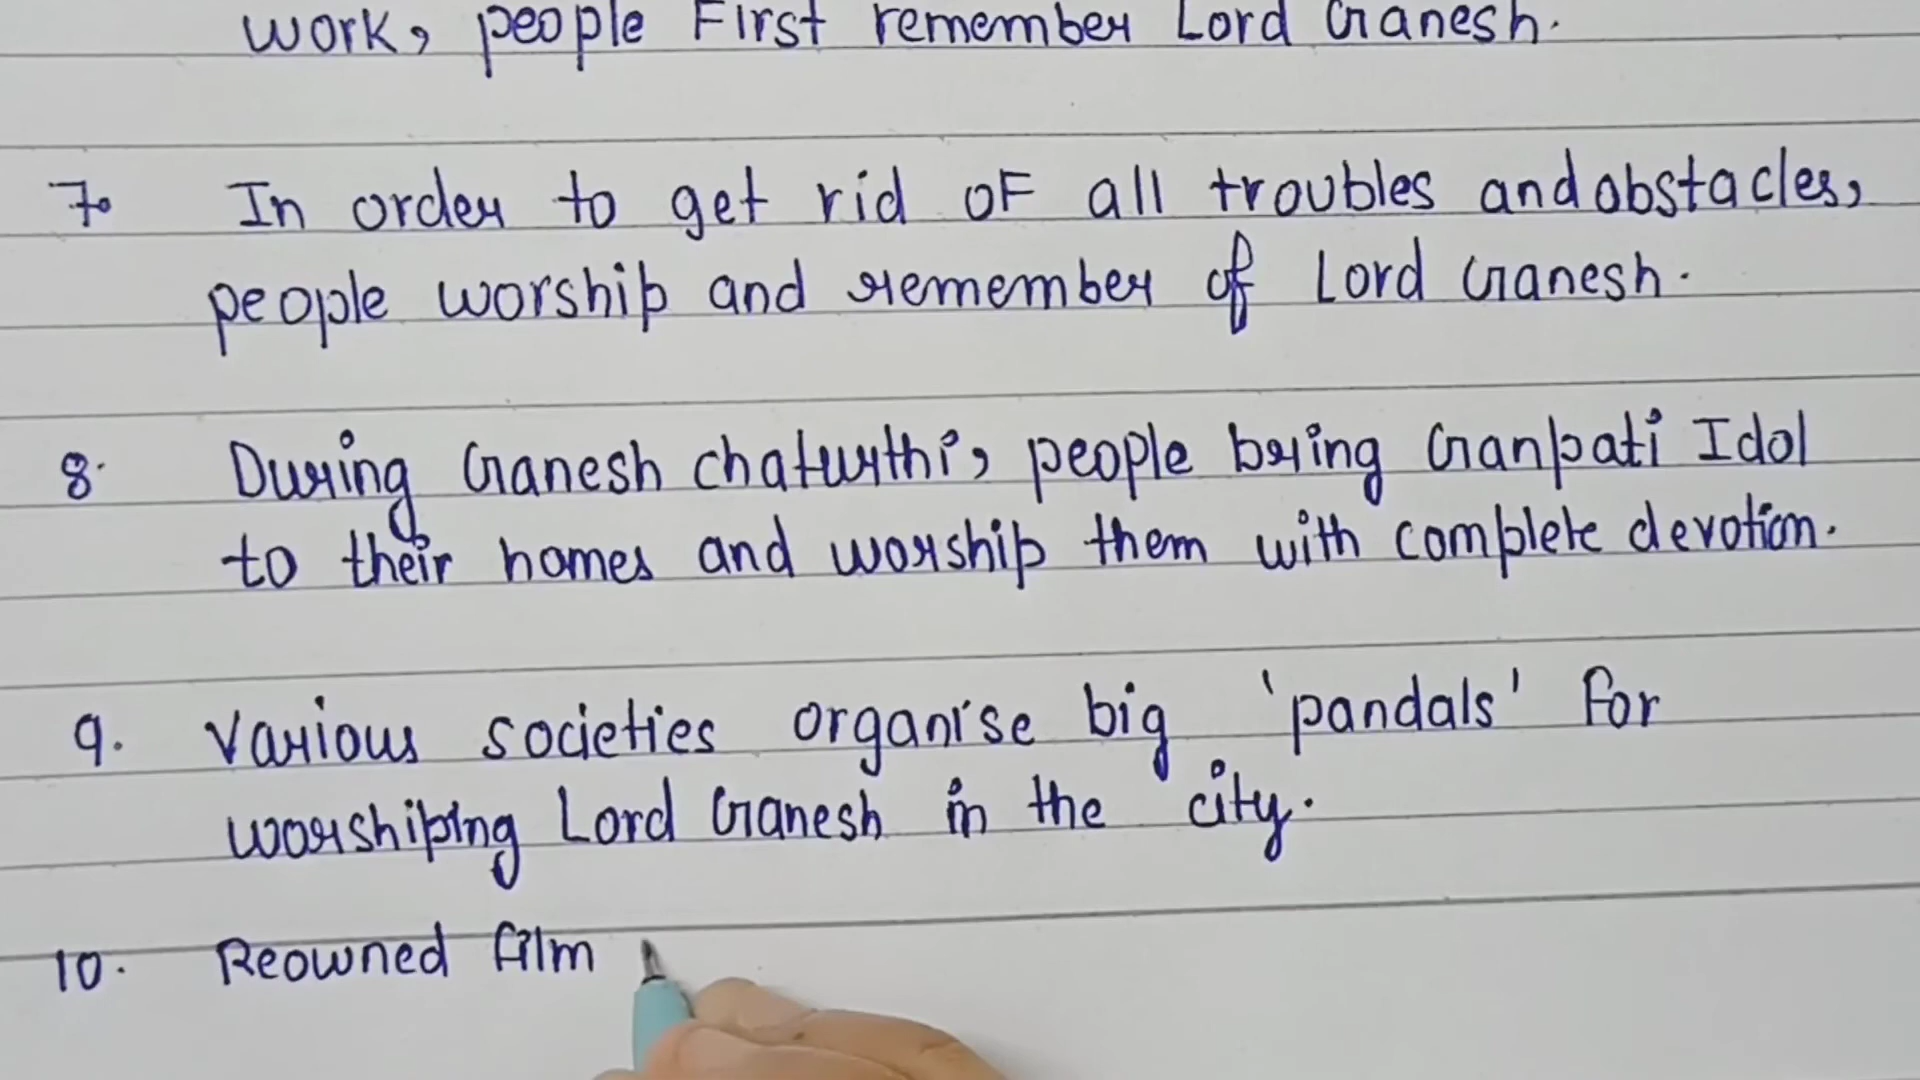 work, people First remember Lord Ganesh.
7. In order to get rid of all troubles and obstacles,
people worship and remember of Lord Ganesh.
8. During Ganesh chaturthi, people bring Ganpati Idol
to their homes and worship them with complete devotion.
9. Various societies organise big 'pandals' for
worshiping Lord Ganesh in the city.
10. Reowned film